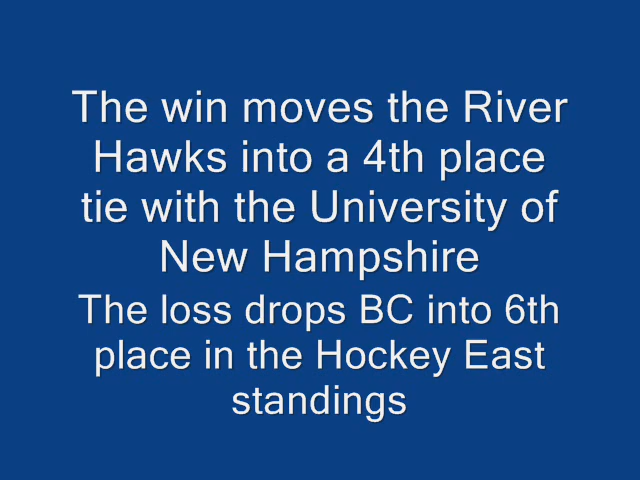 The win moves the River
Hawks into a 4th place
tie with the University of
New Hampshire
The loss drops BC into 6th
place in the Hockey East
standings